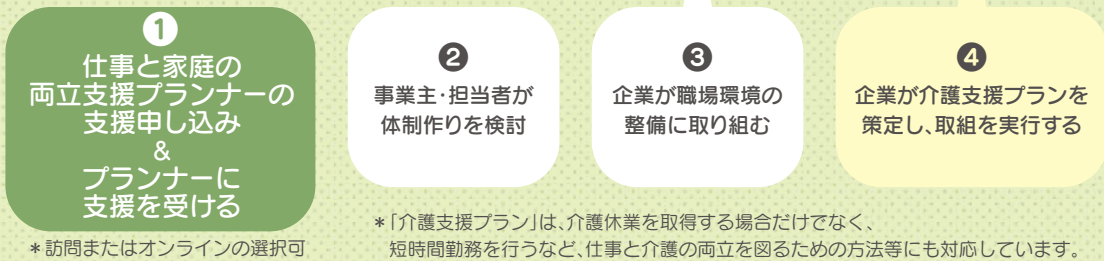 ❶
仕事と家庭の
両立支援プランナーの
支援申し込み
&
プランナーに
支援を受ける
＊訪問またはオンラインの選択可
❷
事業主・担当者が
体制作りを検討
❸
企業が職場環境の
整備に取り組む
❹
企業が介護支援プランを
策定し、取組を実行する
＊「介護支援プラン」は、介護休業を取得する場合だけでなく、
短時間勤務を行うなど、仕事と介護の両立を図るための方法等にも対応しています。